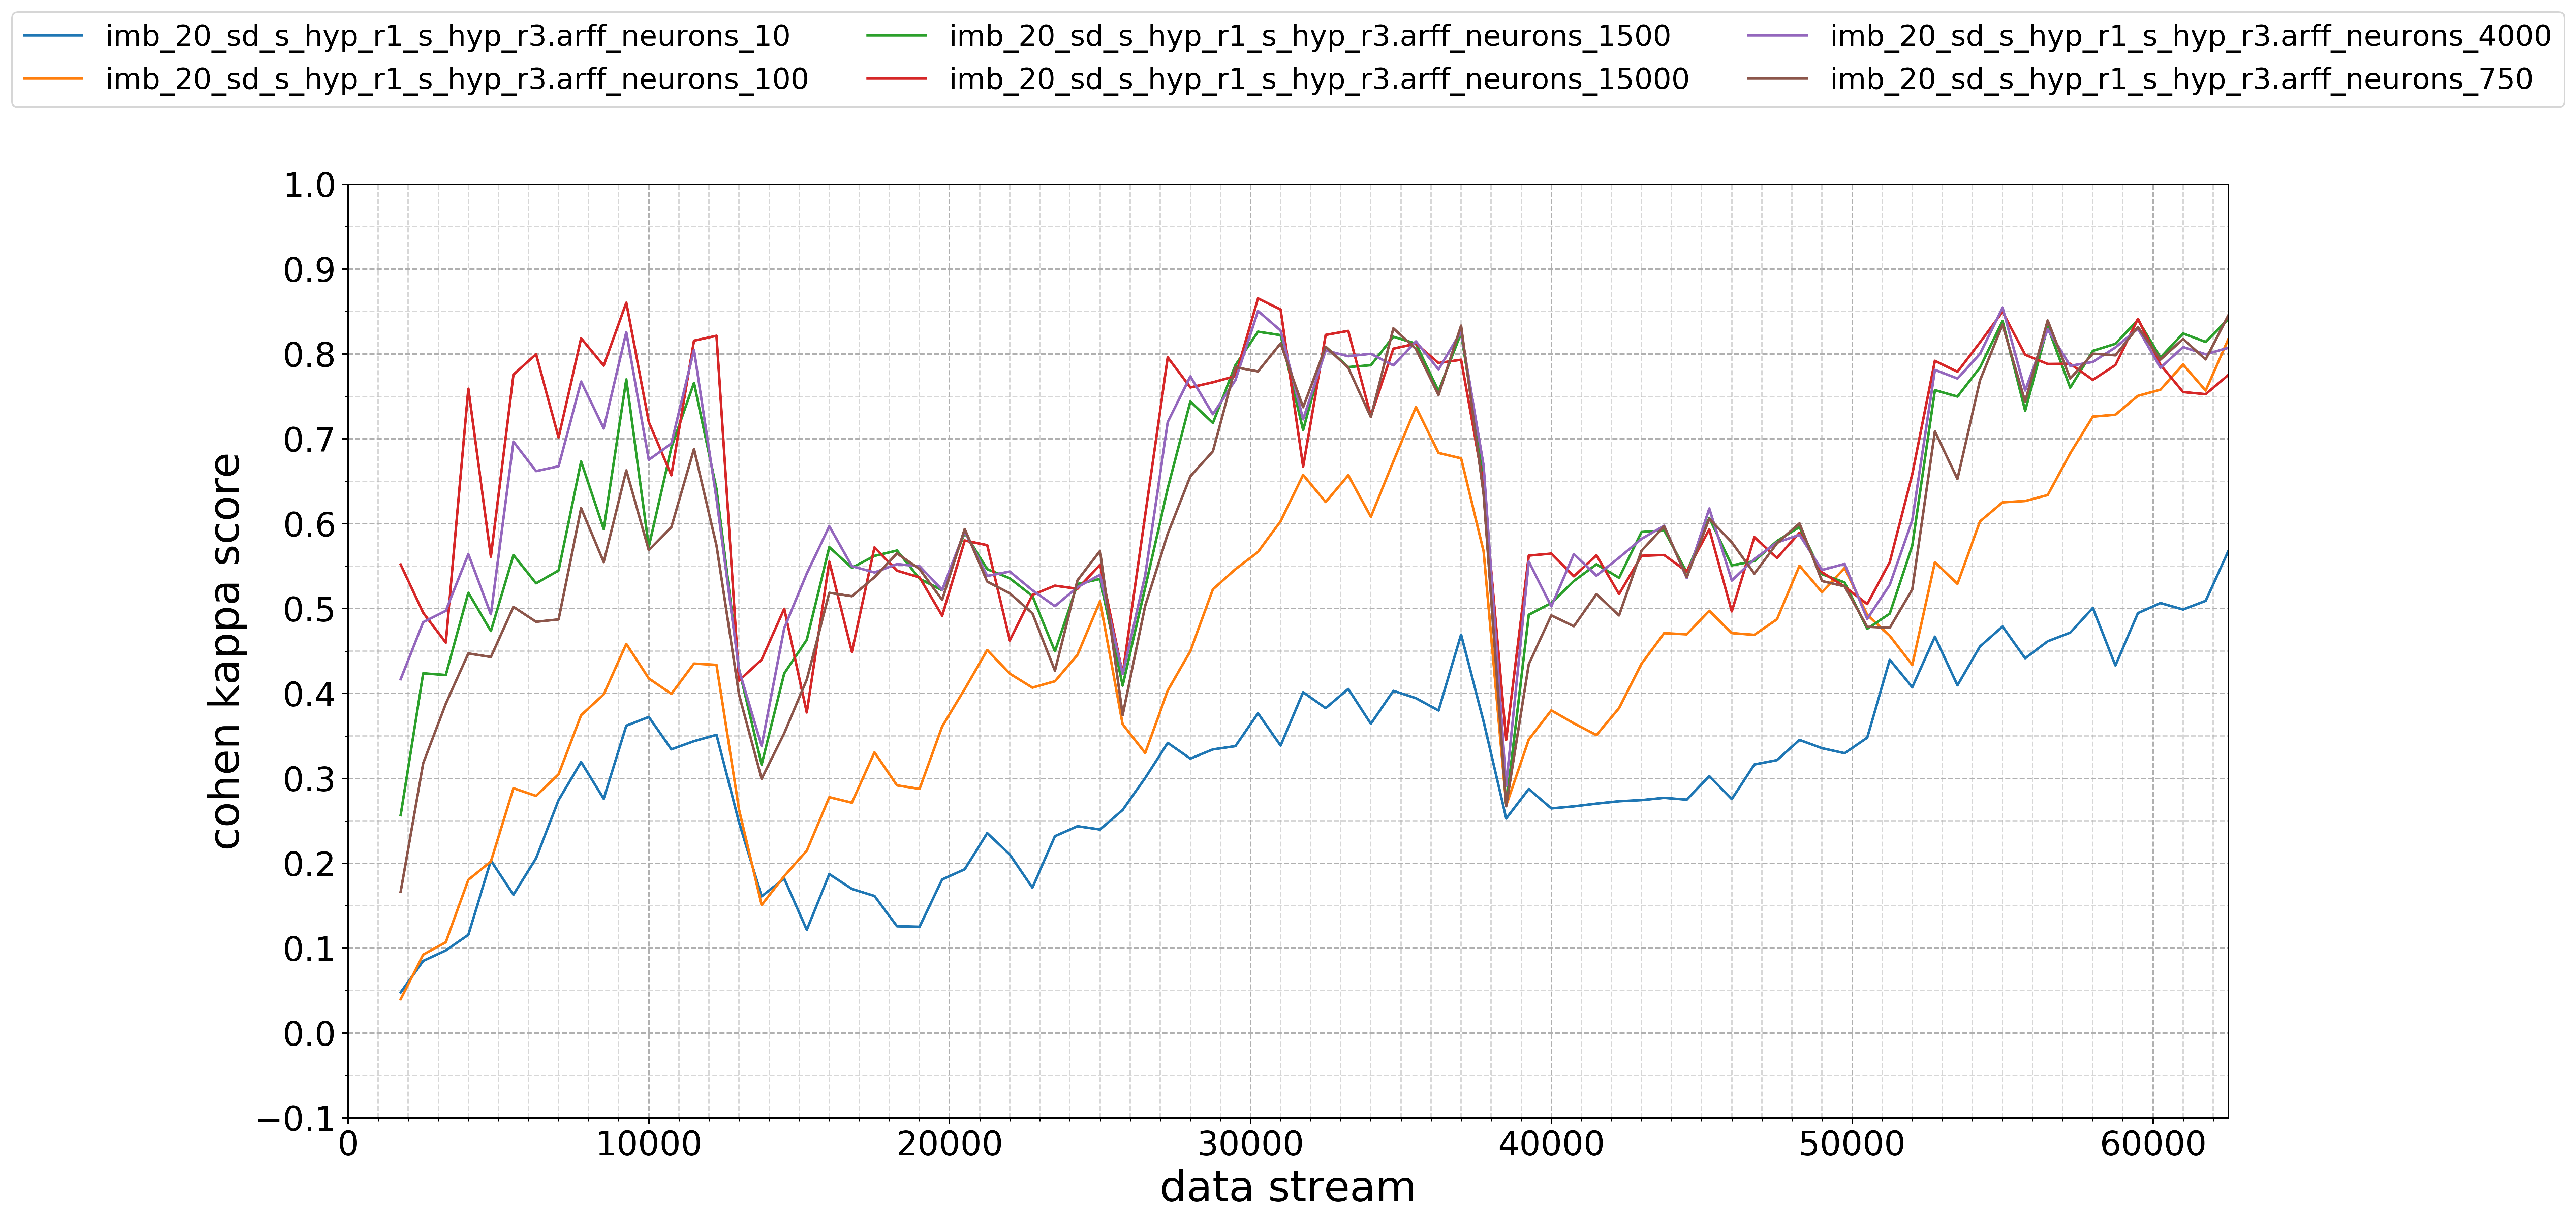 imb_20_sd_s_hyp_r1_s_hyp_r3.arff_neurons_10
imb_20_sd_s_hyp_r1_s_hyp_r3.arff_neurons_100
imb_20_sd_s_hyp_r1_s_hyp_r3.arff_neurons_1500
imb_20_sd_s_hyp_r1_s_hyp_r3.arff_neurons_15000
imb_20_sd_s_hyp_r1_s_hyp_r3.arff_neurons_4000
imb_20_sd_s_hyp_r1_s_hyp_r3.arff_neurons_750
cohen kappa score
1.0
0.9
0.8
0.7
0.6
0.5
0.4
0.3
0.2
0.1
0.0
−0.1
0 10000 20000 30000 40000 50000 60000
data stream